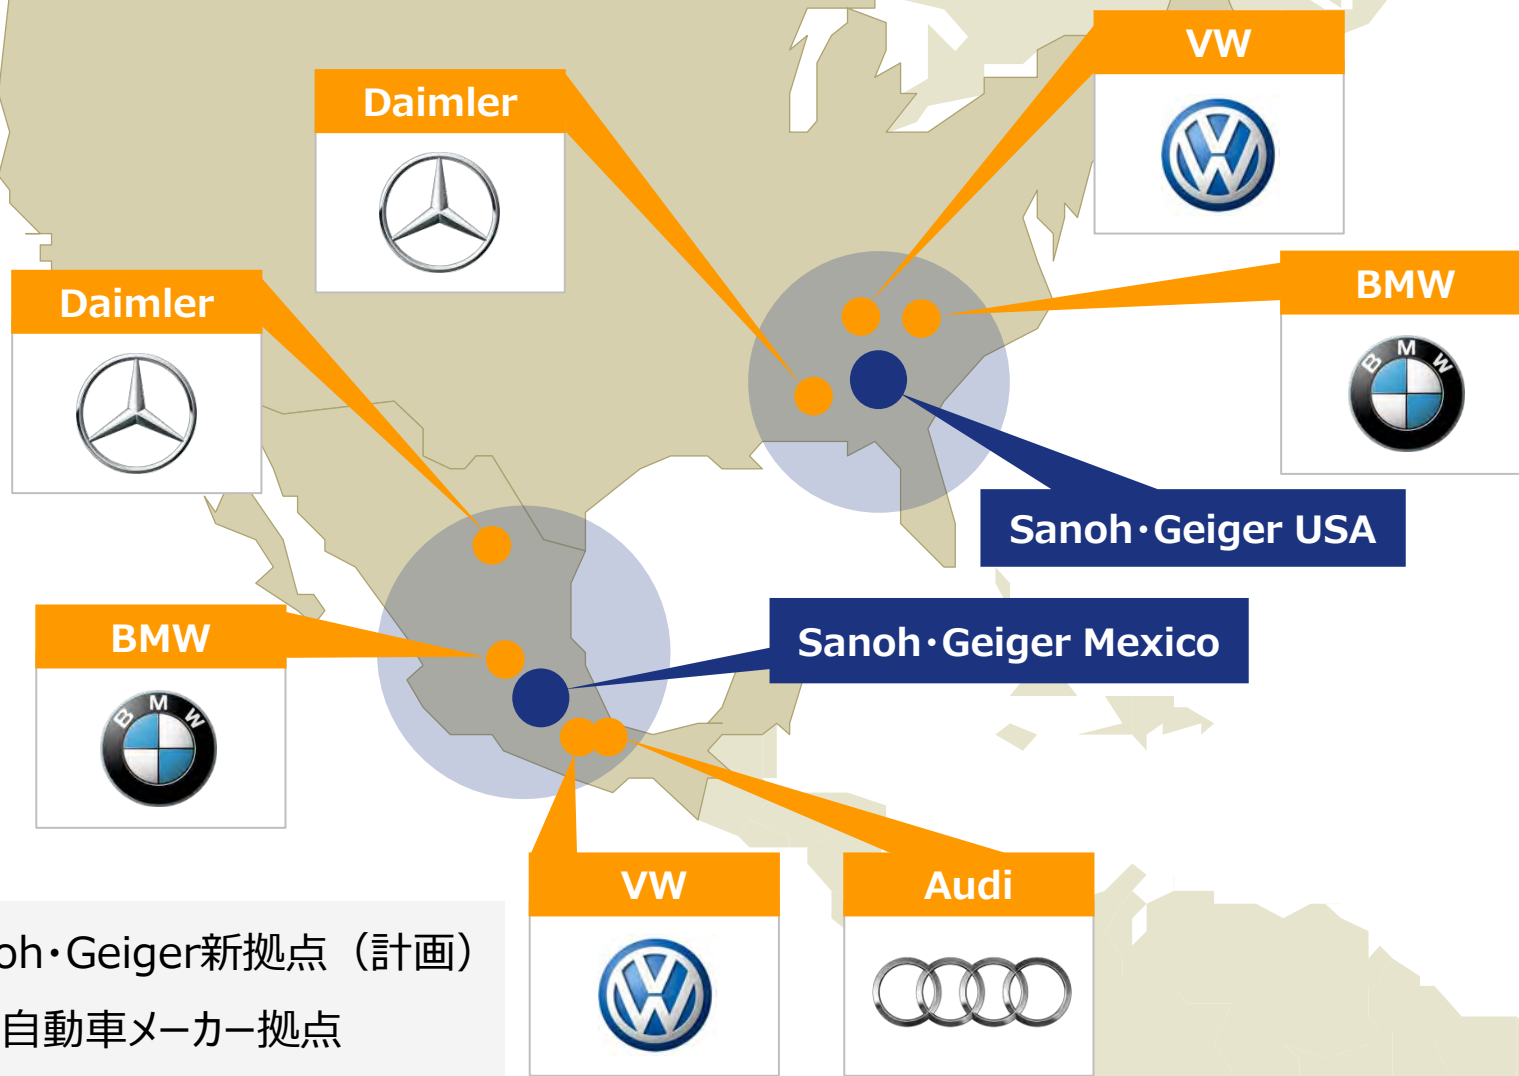 VW
Daimler
BMW
Daimler
B M W
Sanoh･Geiger USA
BMW
Sanoh･Geiger Mexico
B M W
VW
Audi
oh･Geiger新拠点（計画）
自動車メーカー拠点